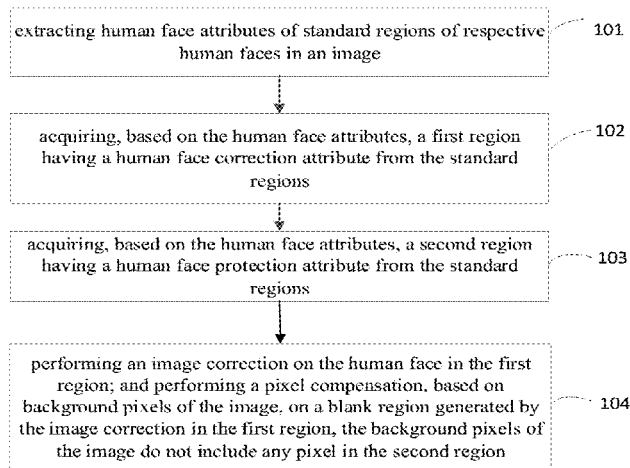 extracting human face attributes of standard regions of respective
human faces in an image
101
acquiring, based on the human face attributes, a first region
having a human face correction attribute from the standard
regions
102
acquiring, based on the human face attributes, a second region
having a human face protection attribute from the standard
regions
103
performing an image correction on the human face in the first
region; and performing a pixel compensation, based on
background pixels of the image, on a blank region generated by
the image correction in the first region, the background pixels of
the image do not include any pixel in the second region
104